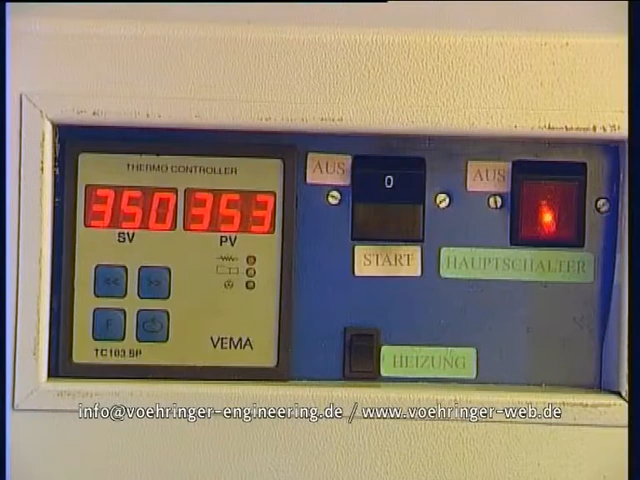 THERMO CONTROLLER
350 353
SV PV
<< >>
F
VEMA
TC103.SP
AUS
0
START
AUS
HAUPTSCHALTER
HEIZUNG
info@voehringer-engineering.de / www.voehringer-web.de